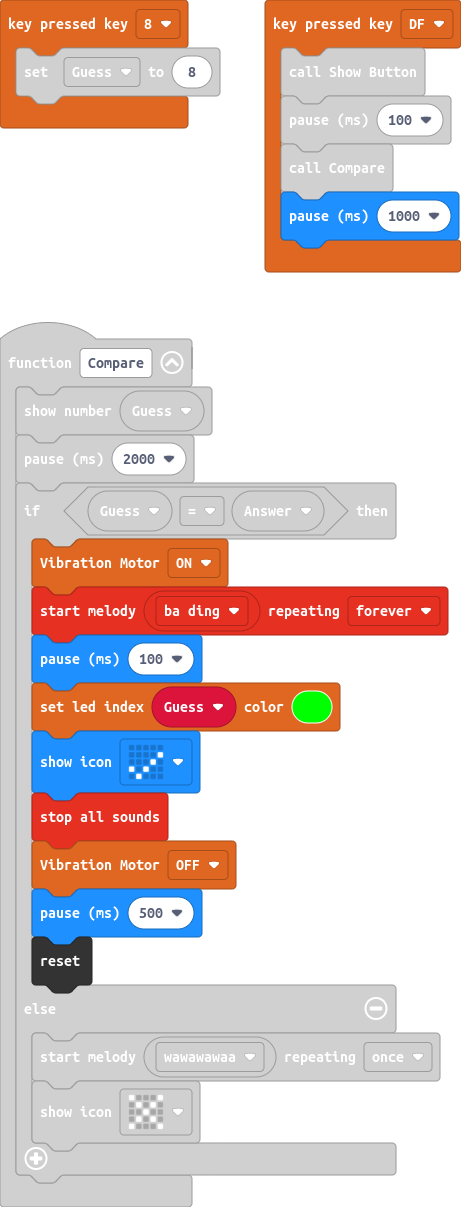 key pressed key 8
set Guess to 8
key pressed key DF
call Show Button
pause (ms) 100
call Compare
pause (ms) 1000
function Compare
show number Guess
pause (ms) 2000
if Guess = Answer then
Vibration Motor ON
start melody ba ding repeating forever
pause (ms) 100
set led index Guess color
show icon
stop all sounds
Vibration Motor OFF
pause (ms) 500
reset
else
start melody wawawawaa repeating once
show icon